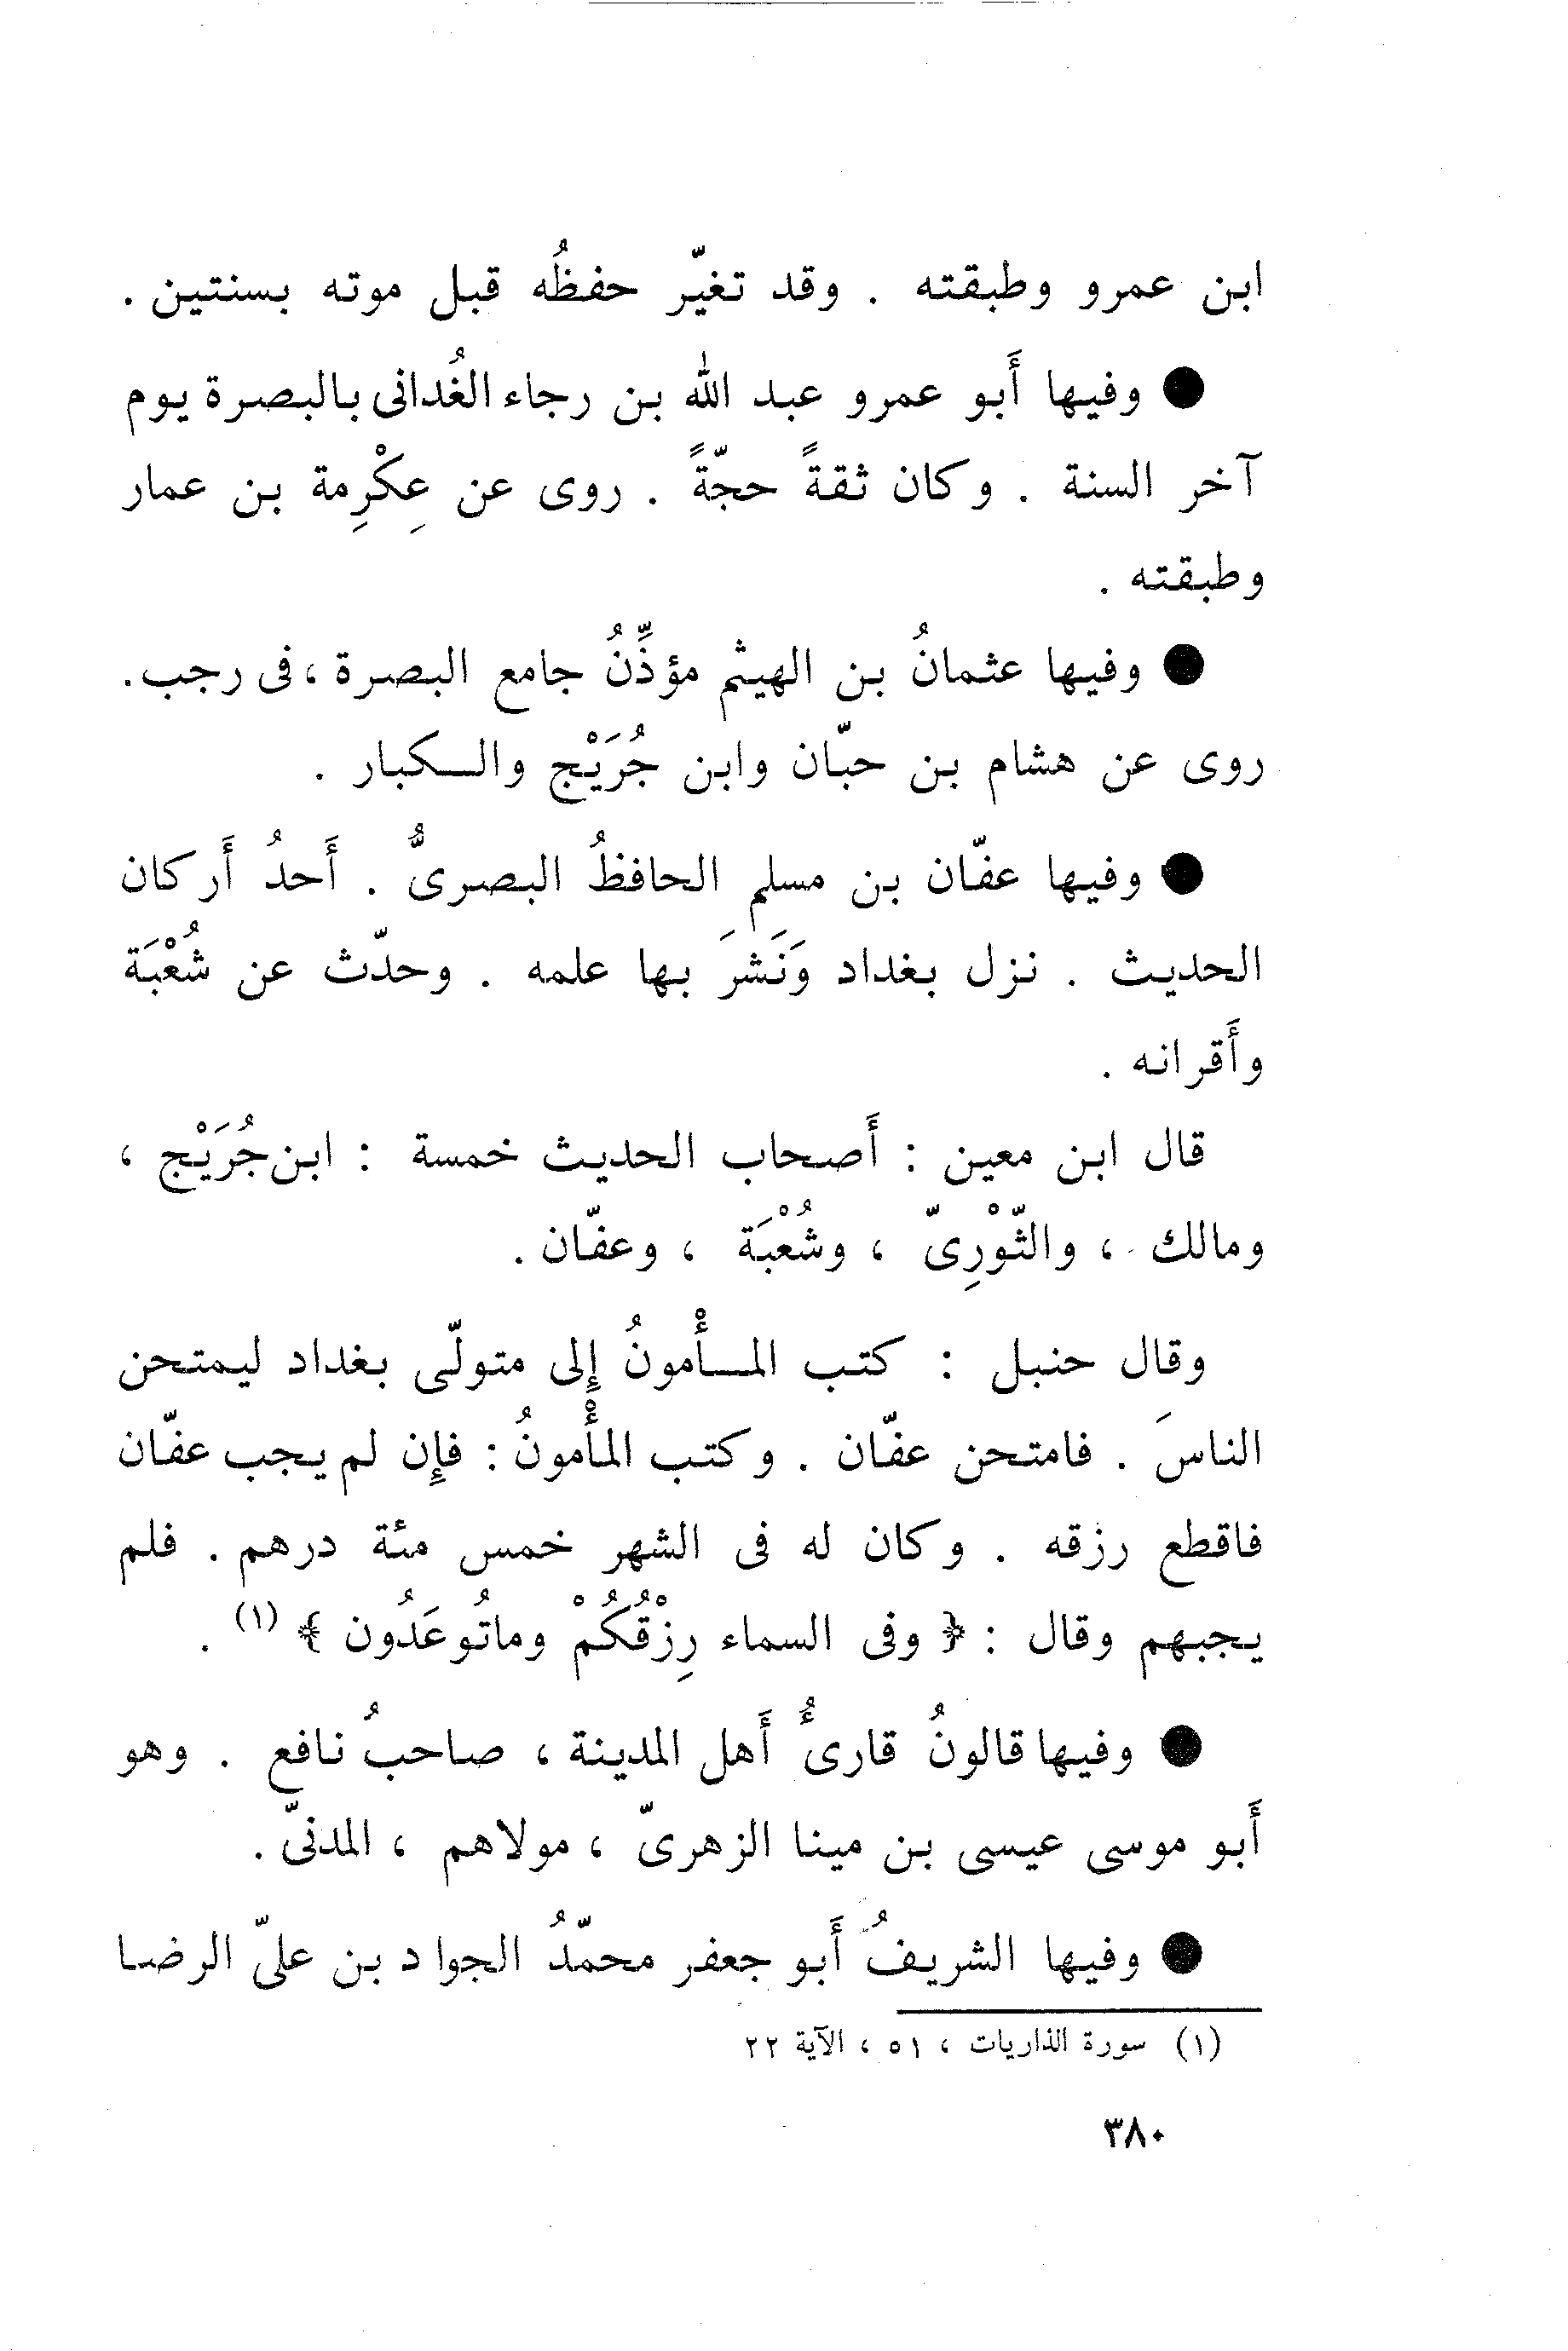 ابن عمرو وطبقته . وقد تغيّر حفظُه قبل موته بسنتين .
● وفيها أَبو عمرو عبد الله بن رجاء الغُدانى بالبصرة يوم
آخر السنة . وكان ثقةً حجّةً . روى عن عِكْرِمة بن عمار
وطبقته .
● وفيها عثمانُ بن الهيثم مؤذِّنُ جامع البصرة ، فى رجب .
روى عن هشام بن حبّان وابن جُرَيْج والكبار .
● وفيها عفّان بن مسلم الحافظُ البصرىُّ . أَحدُ أَركان
الحديث . نزل بغداد وَنَشرَ بها علمه . وحدّث عن شُعْبَة
وأَقرانه .
قال ابن معين : أَصحاب الحديث خمسة : ابن جُرَيْج ،
ومالك ، والثّوْرِىّ ، وشُعْبَة ، وعفّان .
وقال حنبل : كتب المأْمونُ إِلى متولّى بغداد ليمتحن
الناسَ . فامتحن عفّان . وكتب المأْمونُ : فإِن لم يجب عفّان
فاقطع رزقه . وكان له فى الشهر خمس مئة درهم . فلم
يجبهم وقال : ﴿ وفى السماء رِزْقُكُمْ وماتُوعَدُون ﴾ (١) .
● وفيها قالونُ قارىُٔ أَهل المدينة ، صاحبُ نافع . وهو
أَبو موسى عيسى بن مينا الزهرىّ ، مولاهم ، المدنىّ .
● وفيها الشريفُ أَبو جعفر محمّدُ الجواد بن علىّ الرضا
(١) سورة الذاريات ، ٥١ ، الآية ٢٢
٣٨٠